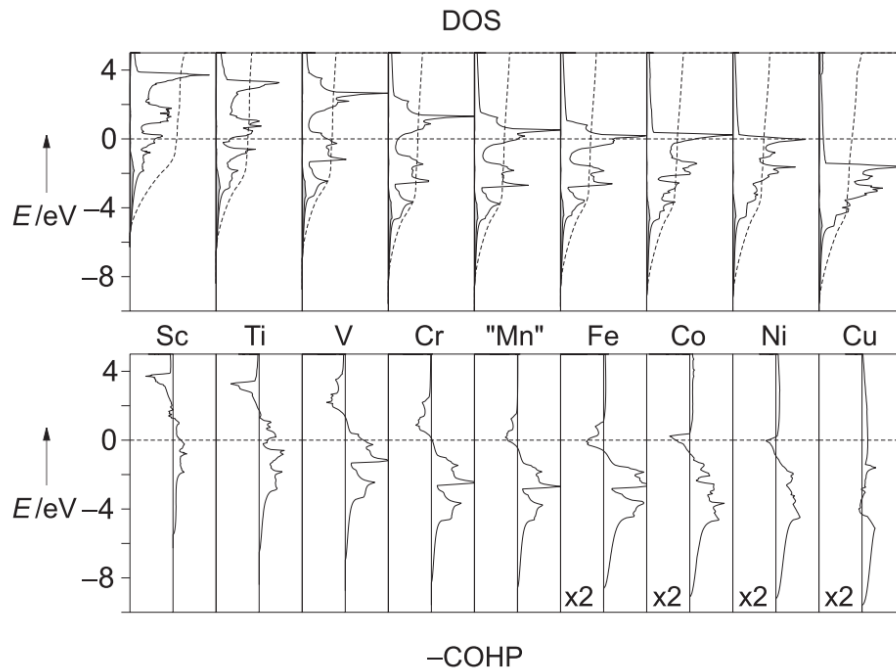 DOS
4
0
E/eV
−4
−8
Sc Ti V Cr "Mn" Fe Co Ni Cu
4
0
E/eV
−4
−8
x2 x2 x2 x2
−COHP